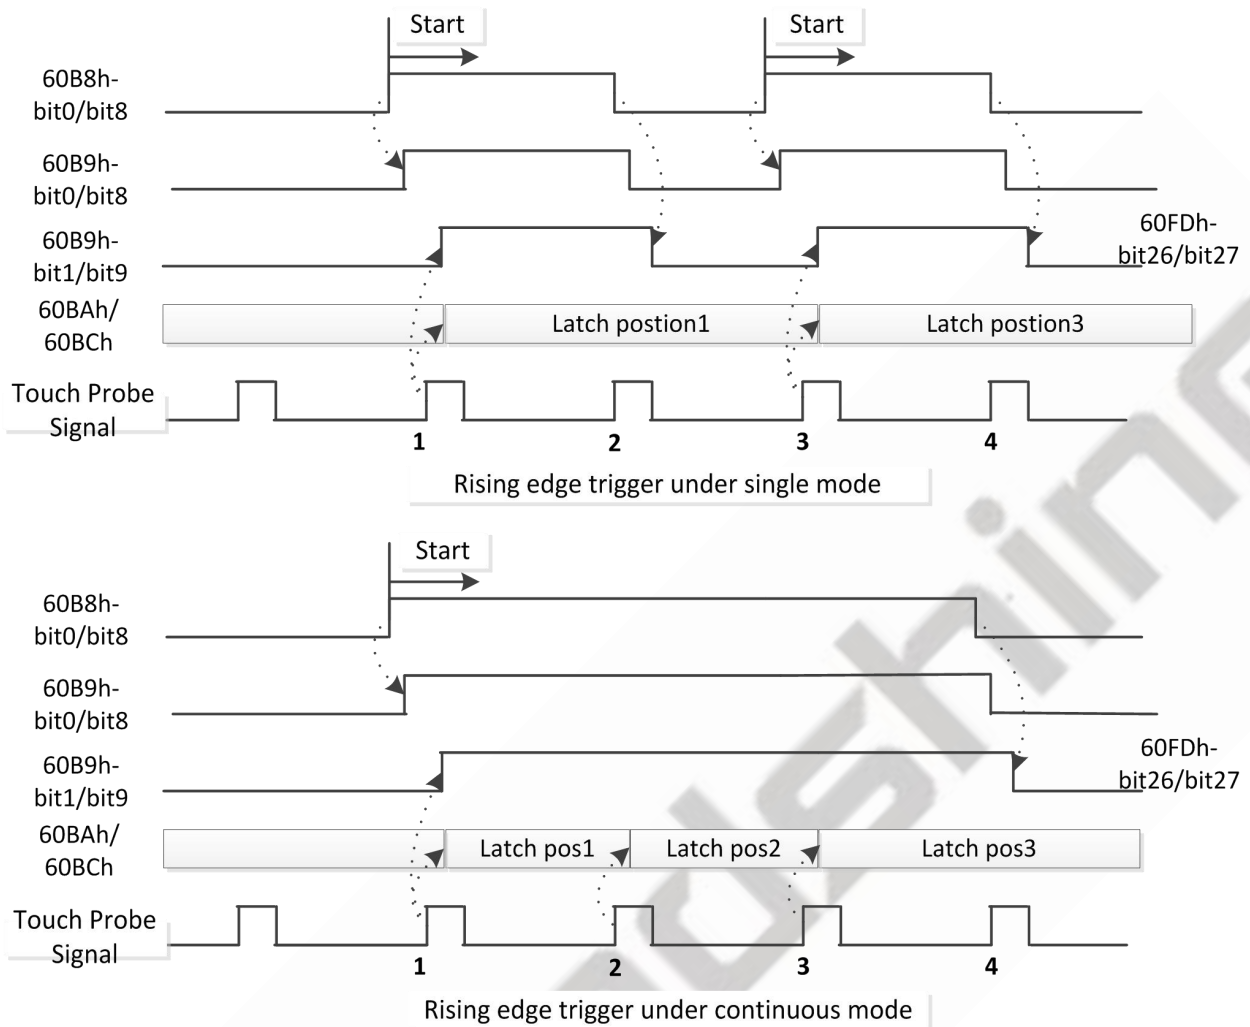 Start
Start
60B8h-
bit0/bit8
60B9h-
bit0/bit8
60B9h-
bit1/bit9
60FDh-
bit26/bit27
60BAh/
60BCh
Latch postion1
Latch postion3
Touch Probe
Signal
1
2
3
4
Rising edge trigger under single mode
Start
60B8h-
bit0/bit8
60B9h-
bit0/bit8
60B9h-
bit1/bit9
60FDh-
bit26/bit27
60BAh/
60BCh
Latch pos1
Latch pos2
Latch pos3
Touch Probe
Signal
1
2
3
4
Rising edge trigger under continuous mode